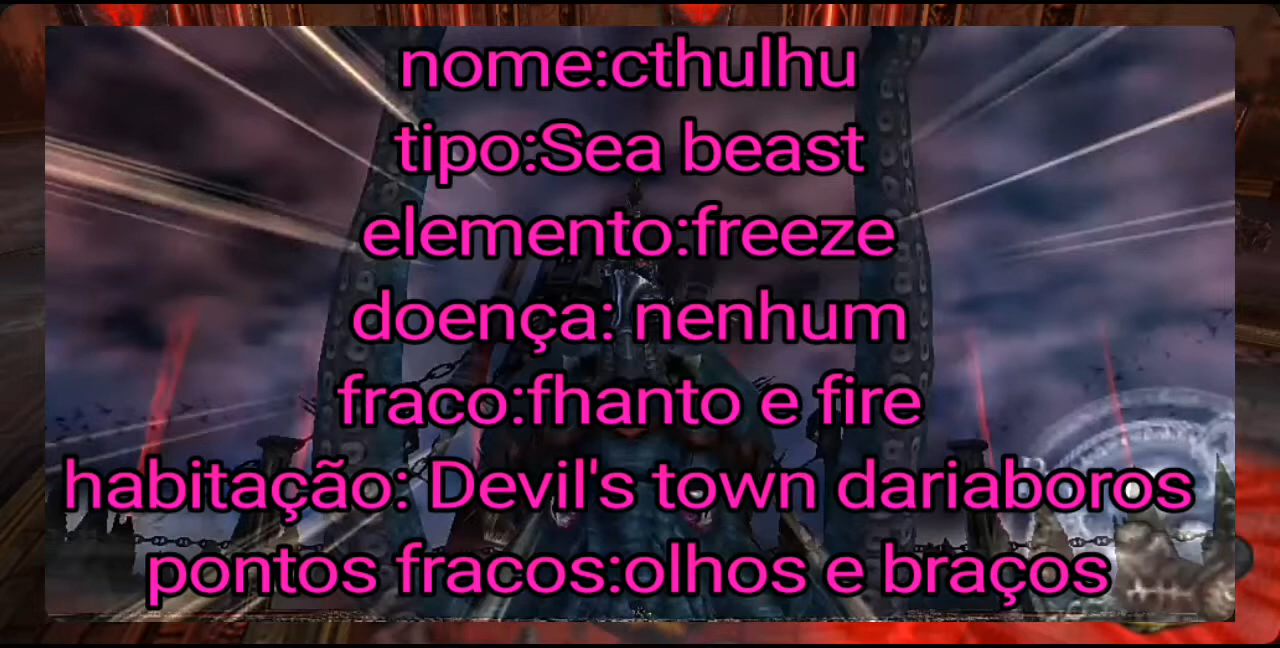 nome:cthulhu
tipo:Sea beast
elemento:freeze
doença: nenhum
fraco:fhanto e fire
habitação: Devil's town dariaboros
pontos fracos:olhos e braços